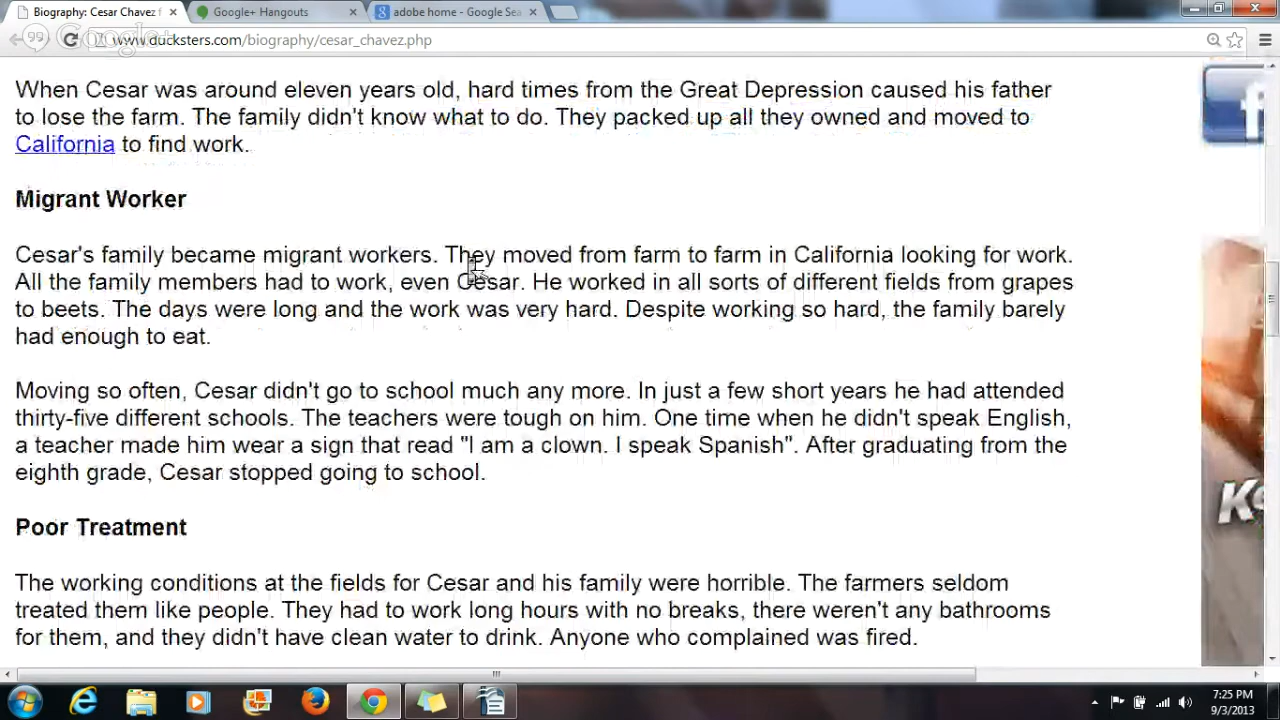 Biography: Cesar Chavez f
Google+ Hangouts
adobe home - Google Sea
Google+
www.ducksters.com/biography/cesar_chavez.php
When Cesar was around eleven years old, hard times from the Great Depression caused his father
to lose the farm. The family didn't know what to do. They packed up all they owned and moved to
California to find work.
Migrant Worker
Cesar's family became migrant workers. They moved from farm to farm in California looking for work.
All the family members had to work, even Cesar. He worked in all sorts of different fields from grapes
to beets. The days were long and the work was very hard. Despite working so hard, the family barely
had enough to eat.
Moving so often, Cesar didn't go to school much any more. In just a few short years he had attended
thirty-five different schools. The teachers were tough on him. One time when he didn't speak English,
a teacher made him wear a sign that read "I am a clown. I speak Spanish". After graduating from the
eighth grade, Cesar stopped going to school.
Poor Treatment
The working conditions at the fields for Cesar and his family were horrible. The farmers seldom
treated them like people. They had to work long hours with no breaks, there weren't any bathrooms
for them, and they didn't have clean water to drink. Anyone who complained was fired.
7:25 PM
9/3/2013